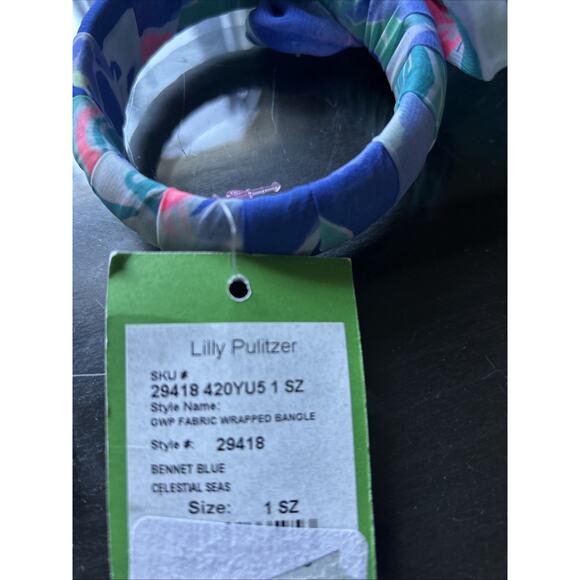 Lilly Pulitzer
SKU #
29418 420YU5 1 SZ
Style Name:
GWP FABRIC WRAPPED BANGLE
Style #: 29418
BENNET BLUE
CELESTIAL SEAS
Size: 1 SZ